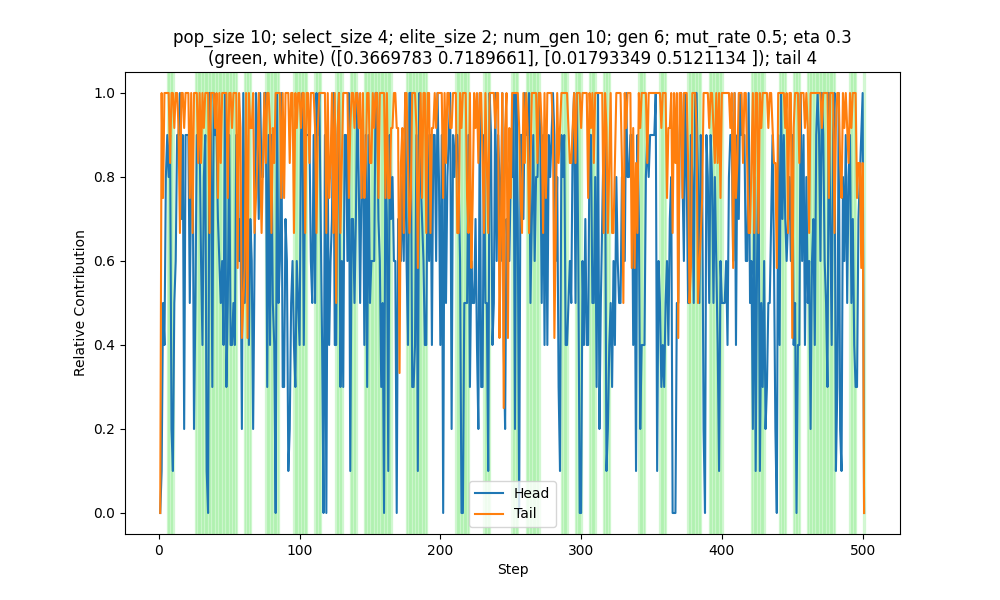 pop_size 10; select_size 4; elite_size 2; num_gen 10; gen 6; mut_rate 0.5; eta 0.3
(green, white) ([0.3669783 0.7189661], [0.01793349 0.5121134 ]); tail 4
1.0
0.8
0.6
0.4
0.2
0.0
Relative Contribution
Head
Tail
0
100
200
300
400
500
Step